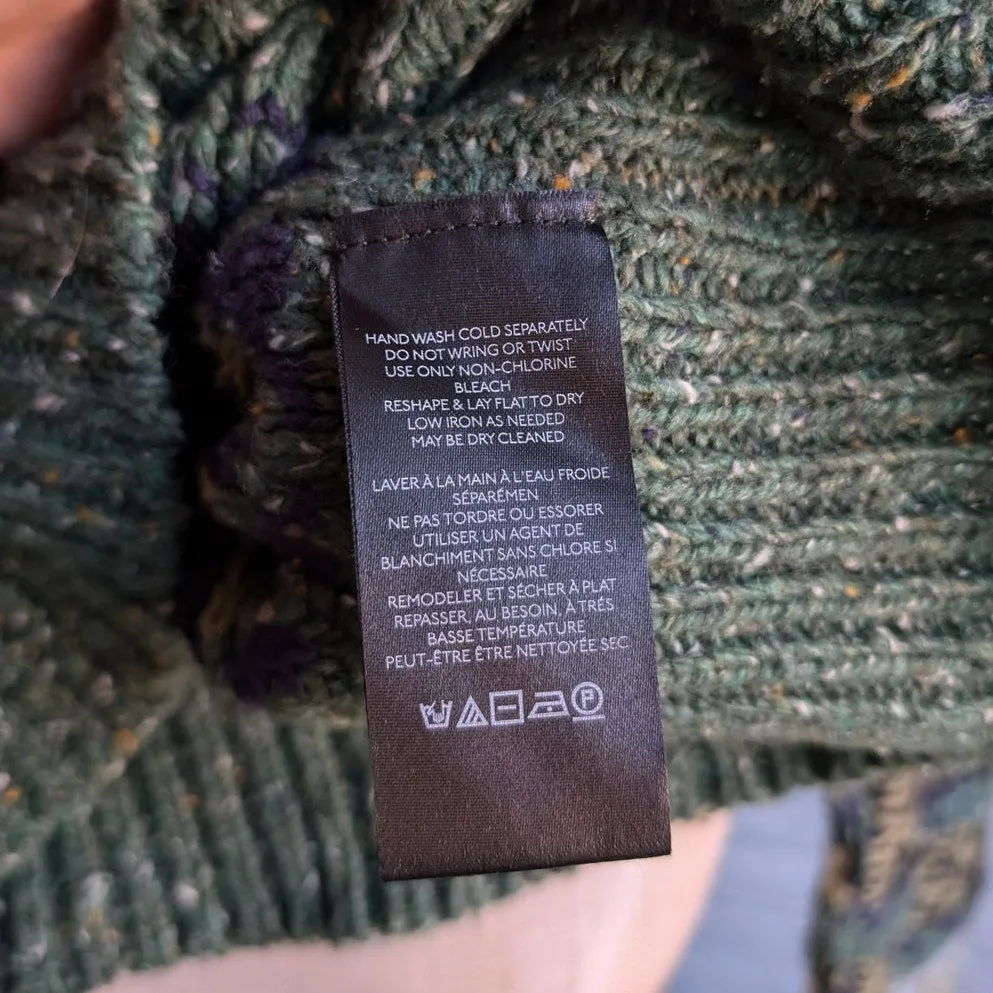 HAND WASH COLD SEPARATELY
DO NOT WRING OR TWIST
USE ONLY NON-CHLORINE
BLEACH
RESHAPE & LAY FLAT TO DRY
LOW IRON AS NEEDED
MAY BE DRY CLEANED
LAVER À LA MAIN À L'EAU FROIDE
SÉPARÉMEN
NE PAS TORDRE OU ESSORER
UTILISER UN AGENT DE
BLANCHIMENT SANS CHLORE SI
NÉCESSAIRE
REMODELER ET SÉCHER À PLAT
REPASSER, AU BESOIN, À TRÉS
BASSE TEMPÉRATURE
PEUT-ÊTRE ÊTRE NETTOYÉE SEC
P